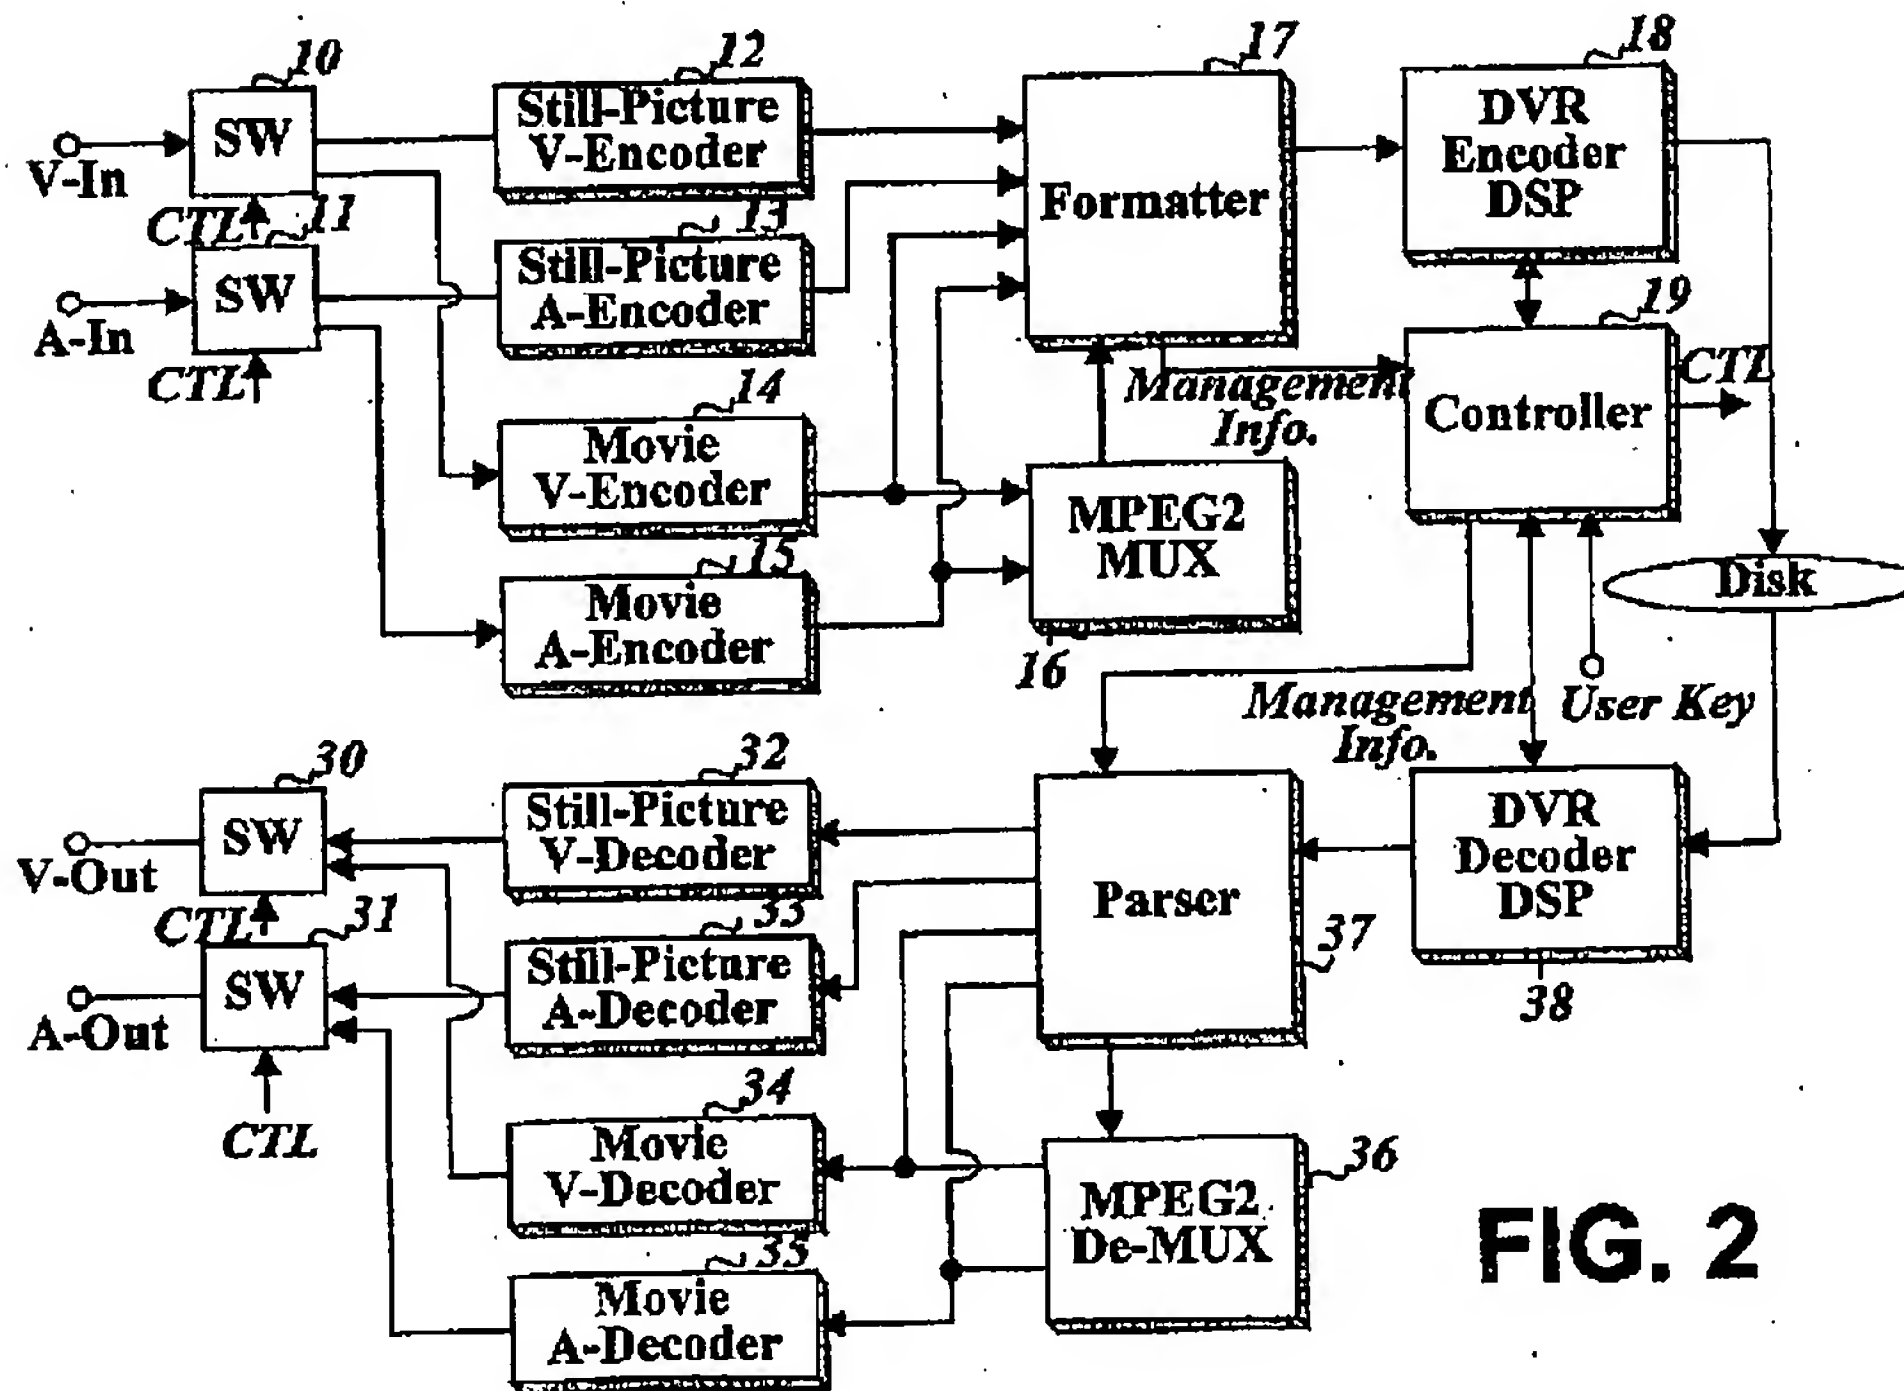 10
12
17
18
SW
Still-Picture
V-Encoder
Formatter
DVR
Encoder
DSP
V-In
CTL
11
13
SW
Still-Picture
A-Encoder
A-In
CTL
19
Management
Info.
Controller
CTL
14
Movie
V-Encoder
MPEG2
MUX
16
15
Movie
A-Encoder
Disk
Management
Info.
User Key
30
32
SW
Still-Picture
V-Decoder
Parser
37
DVR
Decoder
DSP
38
V-Out
CTL
31
33
SW
Still-Picture
A-Decoder
A-Out
CTL
34
Movie
V-Decoder
MPEG2
De-MUX
36
35
Movie
A-Decoder
FIG. 2